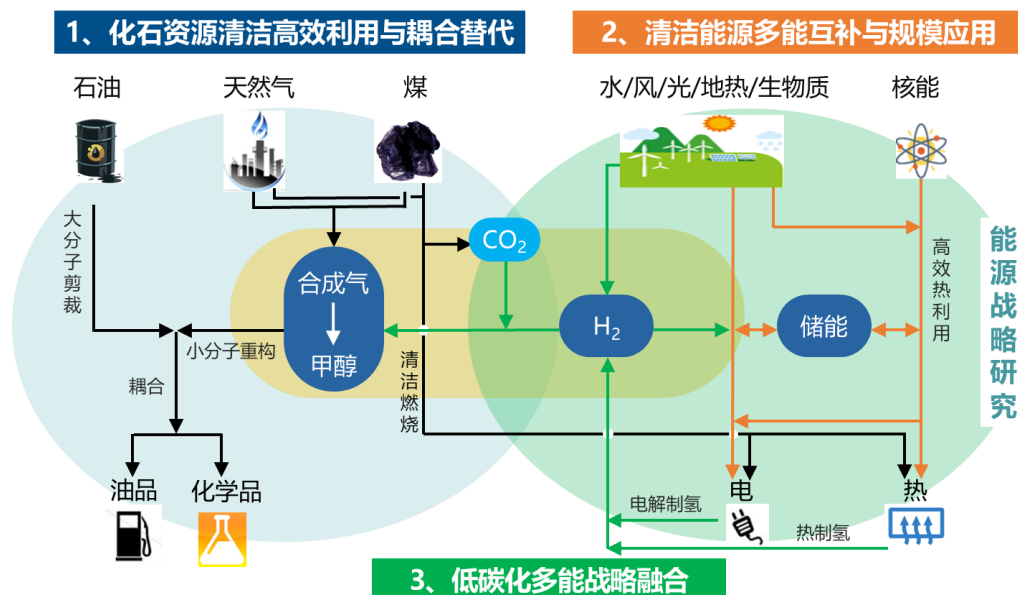 1、化石资源清洁高效利用与耦合替代
2、清洁能源多能互补与规模应用
石油
天然气
煤
水/风/光/地热/生物质
核能
大分子剪裁
CO₂
高效热利用
能源战略研究
合成气
甲醇
H₂
储能
小分子重构
清洁燃烧
耦合
油品
化学品
电
热
电解制氢
热制氢
3、低碳化多能战略融合